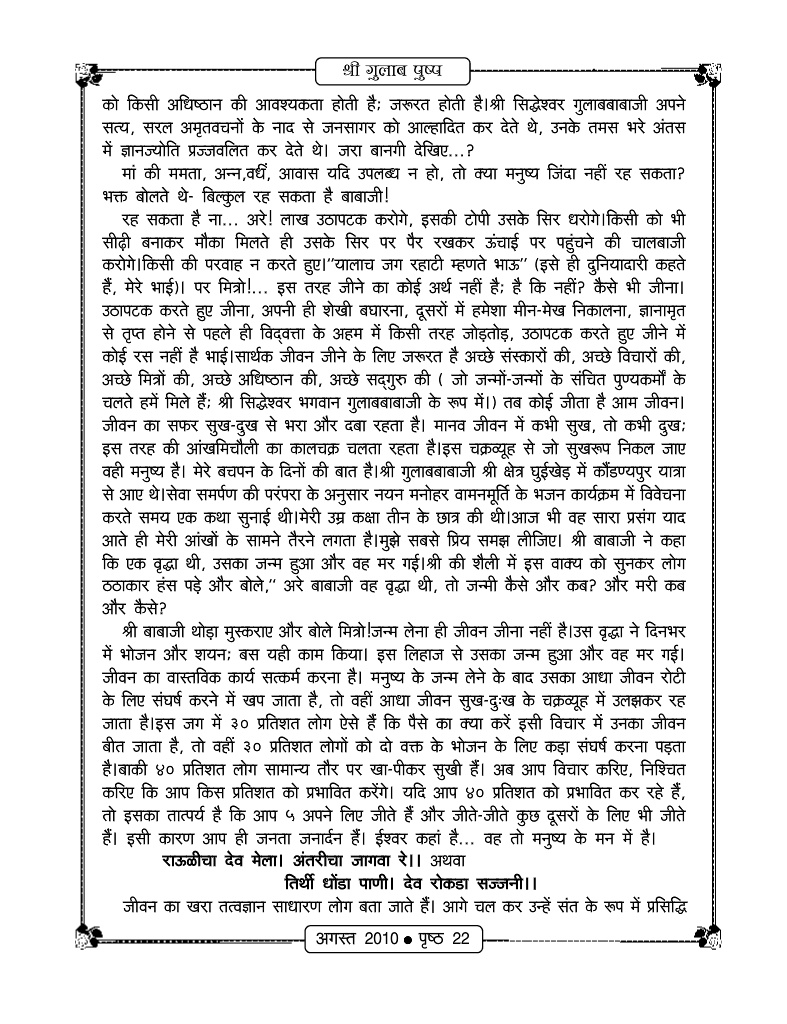 श्री गुलाब पुष्प
को किसी अधिष्ठान की आवश्यकता होती है; जरूरत होती है।श्री सिद्धेश्वर गुलाबबाबाजी अपने
सत्य, सरल अमृतवचनों के नाद से जनसागर को आल्हादित कर देते थे, उनके तमस भरे अंतस
में ज्ञानज्योति प्रज्जवलित कर देते थे। जरा बानगी देखिए...?
मां की ममता, अन्न, आवास यदि उपलब्ध न हो, तो क्या मनुष्य जिंदा नहीं रह सकता?
भक्त बोलते थे- बिल्कुल रह सकता है बाबाजी!
रह सकता है ना... अरे! लाख उठापटक करोगे, इसकी टोपी उसके सिर धरोगे।किसी को भी
सीढ़ी बनाकर मौका मिलते ही उसके सिर पर पैर रखकर ऊंचाई पर पहुंचने की चालबाजी
करोगे।किसी की परवाह न करते हुए।''यालाच जग रहाटी म्हणते भाऊ'' (इसे ही दुनियादारी कहते
हैं, मेरे भाई)। पर मित्रो!... इस तरह जीने का कोई अर्थ नहीं है; है कि नहीं? कैसे भी जीना।
उठापटक करते हुए जीना, अपनी ही शेखी बघारना, दूसरों में हमेशा मीन-मेख निकालना, ज्ञानामृत
से तृप्त होने से पहले ही विद्वत्ता के अहम में किसी तरह जोड़तोड़, उठापटक करते हुए जीने में
कोई रस नहीं है भाई।सार्थक जीवन जीने के लिए जरूरत है अच्छे संस्कारों की, अच्छे विचारों की,
अच्छे मित्रों की, अच्छे अधिष्ठान की, अच्छे सद्गुरु की ( जो जन्मों-जन्मों के संचित पुण्यकर्मों के
चलते हमें मिले हैं; श्री सिद्धेश्वर भगवान गुलाबबाबाजी के रूप में।) तब कोई जीता है आम जीवन।
जीवन का सफर सुख-दुख से भरा और दबा रहता है। मानव जीवन में कभी सुख, तो कभी दुख;
इस तरह की आंखमिचौली का कालचक्र चलता रहता है।इस चक्रव्यूह से जो सुखरूप निकल जाए
वही मनुष्य है। मेरे बचपन के दिनों की बात है।श्री गुलाबबाबाजी श्री क्षेत्र घुईखेड़ में कौंडण्यपुर यात्रा
से आए थे।सेवा समर्पण की परंपरा के अनुसार नयन मनोहर वामनमूर्ति के भजन कार्यक्रम में विवेचना
करते समय एक कथा सुनाई थी।मेरी उम्र कक्षा तीन के छात्र की थी।आज भी वह सारा प्रसंग याद
आते ही मेरी आंखों के सामने तैरने लगता है।मुझे सबसे प्रिय समझ लीजिए। श्री बाबाजी ने कहा
कि एक वृद्धा थी, उसका जन्म हुआ और वह मर गई।श्री की शैली में इस वाक्य को सुनकर लोग
ठठाकार हंस पड़े और बोले,'' अरे बाबाजी वह वृद्धा थी, तो जन्मी कैसे और कब? और मरी कब
और कैसे?
श्री बाबाजी थोड़ा मुस्कराए और बोले मित्रो!जन्म लेना ही जीवन जीना नहीं है।उस वृद्धा ने दिनभर
में भोजन और शयन; बस यही काम किया। इस लिहाज से उसका जन्म हुआ और वह मर गई।
जीवन का वास्तविक कार्य सत्कर्म करना है। मनुष्य के जन्म लेने के बाद उसका आधा जीवन रोटी
के लिए संघर्ष करने में खप जाता है, तो वहीं आधा जीवन सुख-दुःख के चक्रव्यूह में उलझकर रह
जाता है।इस जग में ३० प्रतिशत लोग ऐसे हैं कि पैसे का क्या करें इसी विचार में उनका जीवन
बीत जाता है, तो वहीं ३० प्रतिशत लोगों को दो वक्त के भोजन के लिए कड़ा संघर्ष करना पड़ता
है।बाकी ४० प्रतिशत लोग सामान्य तौर पर खा-पीकर सुखी हैं। अब आप विचार करिए, निश्चित
करिए कि आप किस प्रतिशत को प्रभावित करेंगे। यदि आप ४० प्रतिशत को प्रभावित कर रहे हैं,
तो इसका तात्पर्य है कि आप ५ अपने लिए जीते हैं और जीते-जीते कुछ दूसरों के लिए भी जीते
हैं। इसी कारण आप ही जनता जनार्दन हैं। ईश्वर कहां है... वह तो मनुष्य के मन में है।
राऊळीचा देव मेला। अंतरीचा जागवा रे।। अथवा
तिर्थी धोंडा पाणी। देव रोकडा सज्जनी।।
जीवन का खरा तत्वज्ञान साधारण लोग बता जाते हैं। आगे चल कर उन्हें संत के रूप में प्रसिद्धि
अगस्त 2010 ● पृष्ठ 22